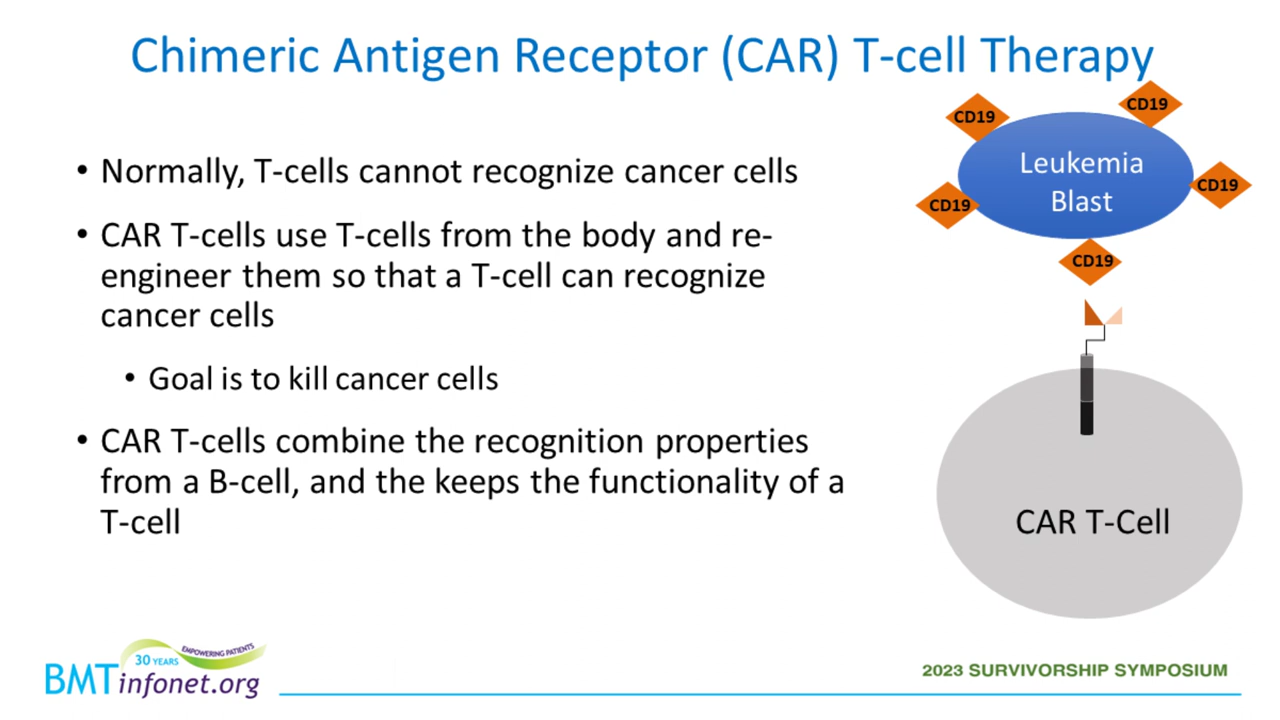 Chimeric Antigen Receptor (CAR) T-cell Therapy
• Normally, T-cells cannot recognize cancer cells
• CAR T-cells use T-cells from the body and re-
engineer them so that a T-cell can recognize
cancer cells
• Goal is to kill cancer cells
• CAR T-cells combine the recognition properties
from a B-cell, and the keeps the functionality of a
T-cell
CD19
CD19
Leukemia
Blast
CD19
CD19
CD19
CAR T-Cell
30 YEARS
EMPOWERING PATIENTS
BMTinfonet.org
2023 SURVIVORSHIP SYMPOSIUM